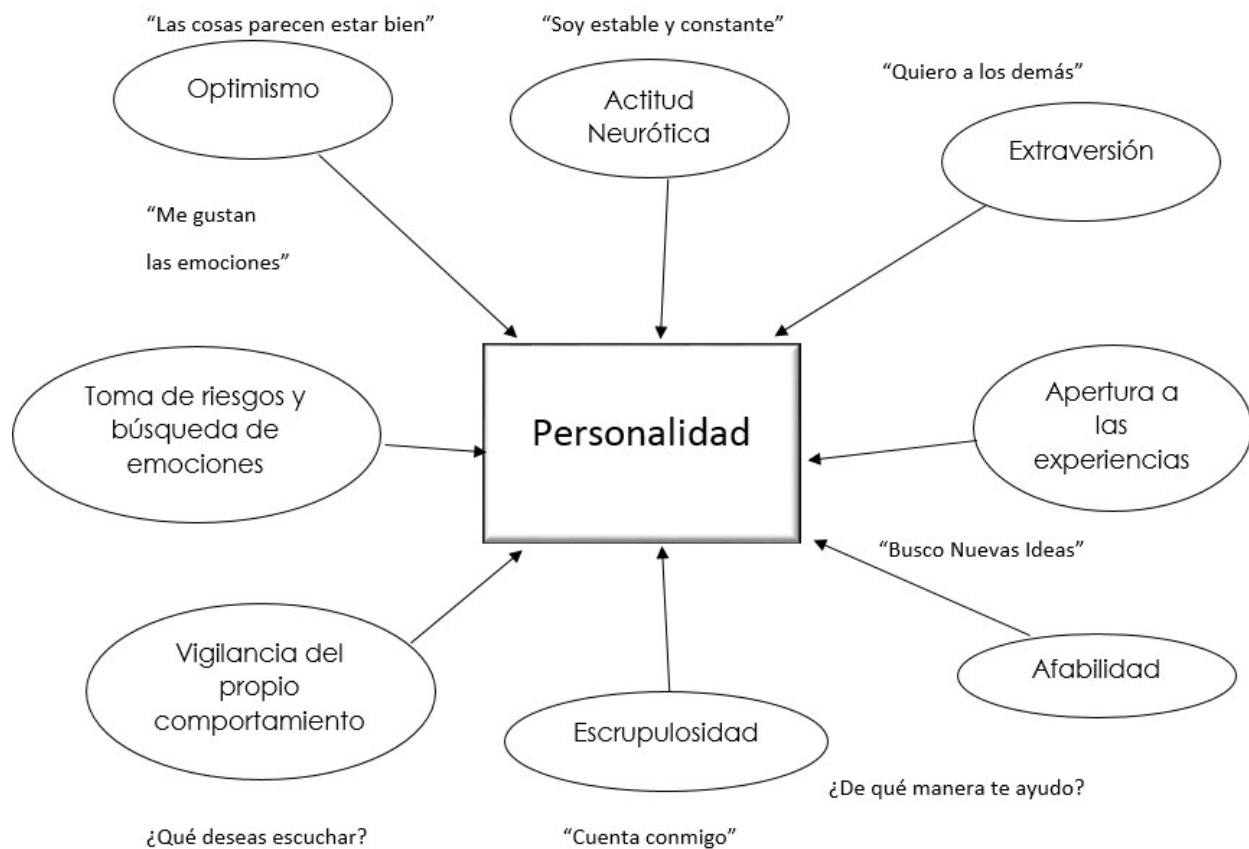 “Las cosas parecen estar bien”
“Soy estable y constante”
Optimismo
Actitud
Neurótica
“Quiero a los demás”
Extraversión
“Me gustan
las emociones”
Toma de riesgos y
búsqueda de
emociones
Personalidad
Apertura a
las
experiencias
“Busco Nuevas Ideas”
Vigilancia del
propio
comportamiento
Escrupulosidad
Afabilidad
¿De qué manera te ayudo?
¿Qué deseas escuchar?
“Cuenta conmigo”